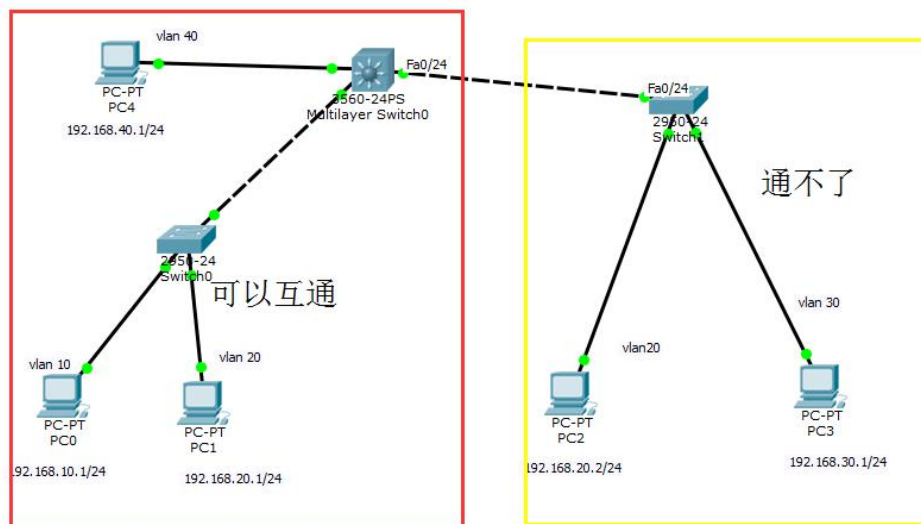 vlan 40
PC-PT
PC4
192.168.40.1/24
Fa0/24
3560-24PS
Multilayer Switch0
Fa0/24
2950-24
Switch1
通不了
2950-24
Switch0
可以互通
vlan 10
vlan 20
PC-PT
PC0
192.168.10.1/24
PC-PT
PC1
192.168.20.1/24
vlan20
vlan 30
PC-PT
PC2
192.168.20.2/24
PC-PT
PC3
192.168.30.1/24